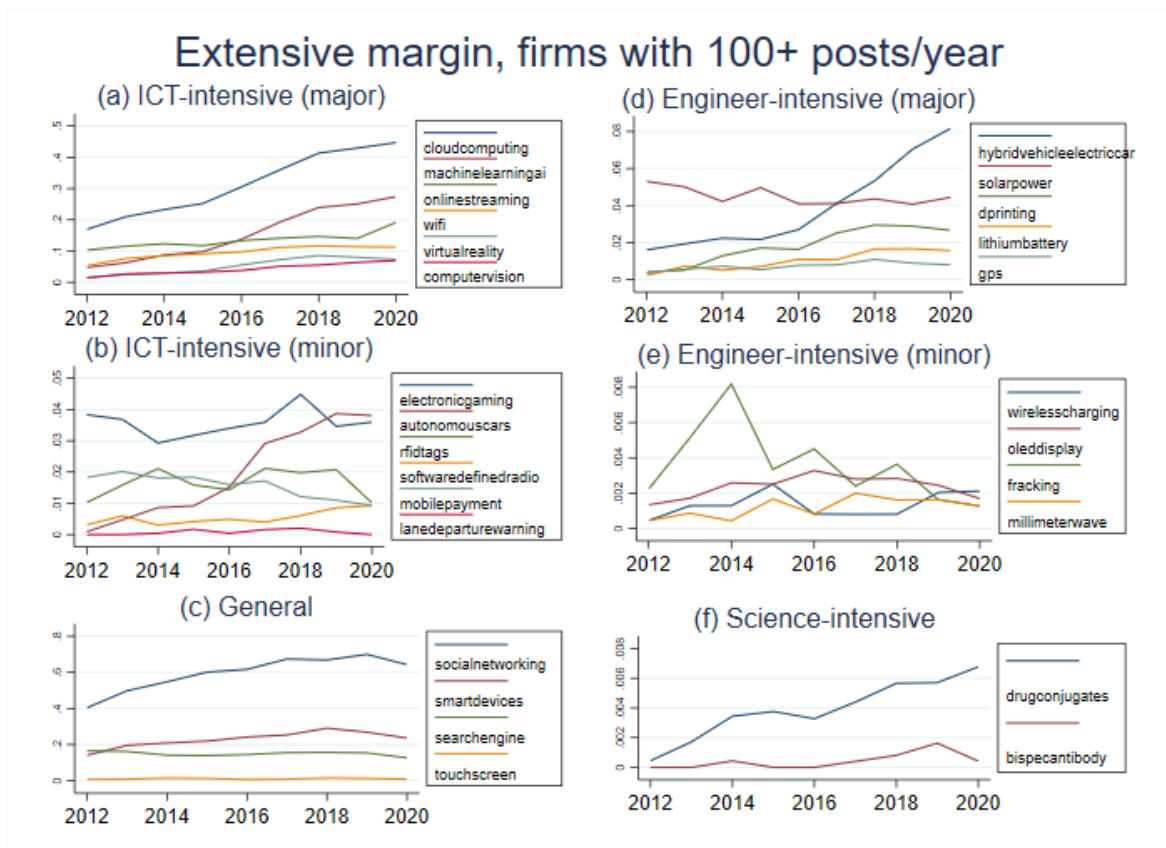 Extensive margin, firms with 100+ posts/year
(a) ICT-intensive (major)
.5
.4
.3
.2
.1
0
2012 2014 2016 2018 2020
cloudcomputing
machinelearningai
onlinestreaming
wifi
virtualreality
computervision
(b) ICT-intensive (minor)
.05
.04
.03
.02
.01
0
2012 2014 2016 2018 2020
electronicgaming
autonomouscars
rfidtags
softwaredefinedradio
mobilepayment
lanedeparturewarning
(c) General
.8
.6
.4
.2
0
2012 2014 2016 2018 2020
socialnetworking
smartdevices
searchengine
touchscreen
(d) Engineer-intensive (major)
.08
.06
.04
.02
0
2012 2014 2016 2018 2020
hybridvehicleelectriccar
solarpower
dprinting
lithiumbattery
gps
(e) Engineer-intensive (minor)
.008
.006
.004
.002
0
2012 2014 2016 2018 2020
wirelesscharging
oleddisplay
fracking
millimeterwave
(f) Science-intensive
.008
.006
.004
.002
0
2012 2014 2016 2018 2020
drugconjugates
bispecantibody